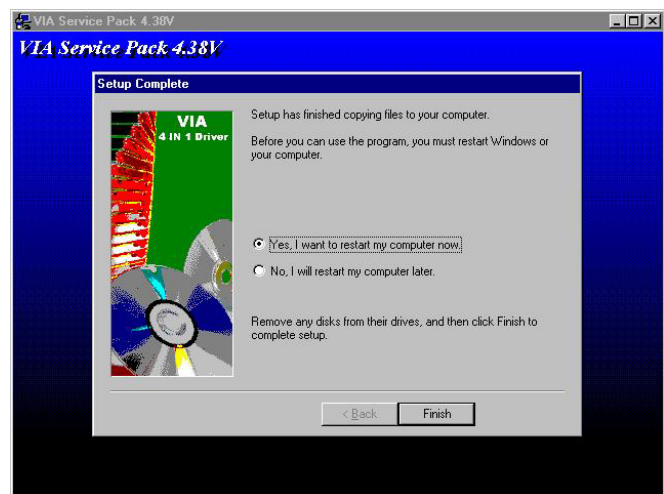 VIA Service Pack 4.38V
VIA Service Pack 4.38V
Setup Complete
VIA
4 IN 1 Driver
Setup has finished copying files to your computer.
Before you can use the program, you must restart Windows or
your computer.
Yes, I want to restart my computer now.
No, I will restart my computer later.
Remove any disks from their drives, and then click Finish to
complete setup.
< Back
Finish